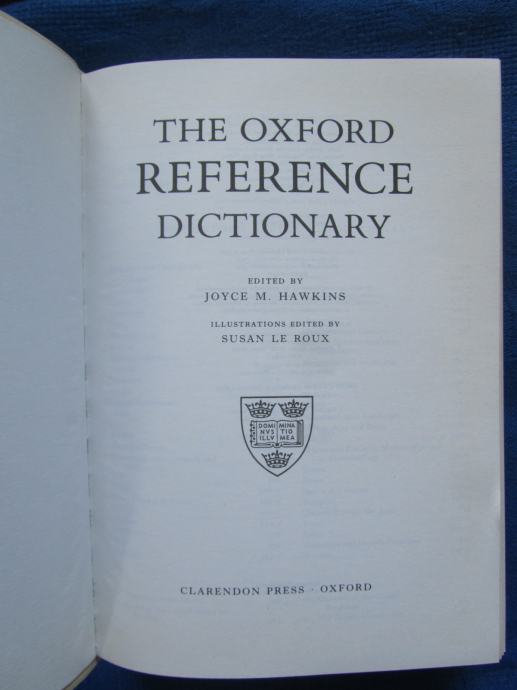 THE OXFORD
REFERENCE
DICTIONARY
EDITED BY
JOYCE M. HAWKINS
ILLUSTRATIONS EDITED BY
SUSAN LE ROUX
DOMI MINA
NVS TIO
ILLV MEA
CLARENDON PRESS · OXFORD